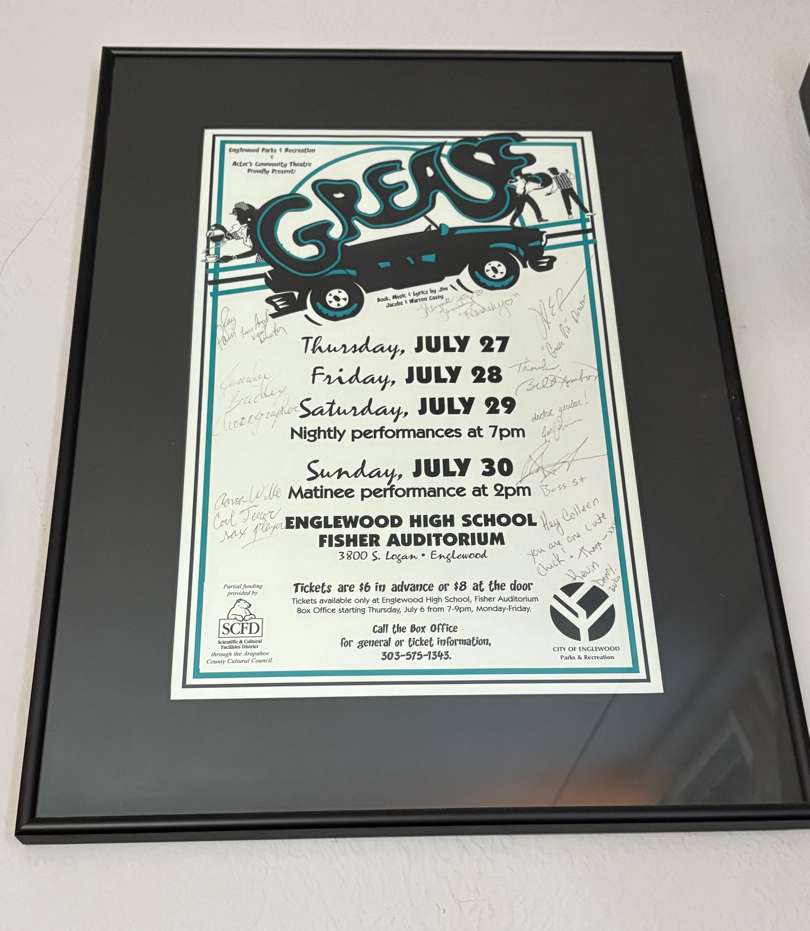 Englewood Parks & Recreation
&
Actor's Community Theatre
Proudly Present:
GREASE
Book, Music & Lyrics by Jim
Jacobs & Warren Casey
Thursday, JULY 27
Friday, JULY 28
Saturday, JULY 29
Nightly performances at 7pm
Sunday, JULY 30
Matinee performance at 2pm
ENGLEWOOD HIGH SCHOOL
FISHER AUDITORIUM
3800 S. Logan • Englewood
Tickets are $6 in advance or $8 at the door
Tickets available only at Englewood High School, Fisher Auditorium
Box Office starting Thursday, July 6 from 7-9pm, Monday-Friday.
Call the Box Office
for general or ticket information,
303-575-1343.
Partial funding
provided by
SCFD
Scientific & Cultural
Facilities District
through the Arapahoe
County Cultural Council.
CITY OF ENGLEWOOD
Parks & Recreation
sax player
electric guitar!
Bassist
Hey Colleen
you are one cute
chick!
Kevin